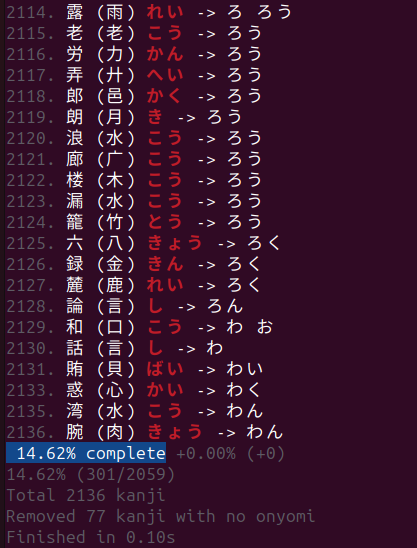 2114. 露 (雨) れい -> ろ ろう
2115. 老 (老) こう -> ろう
2116. 労 (力) かん -> ろう
2117. 弄 (廾) へい -> ろう
2118. 郎 (邑) かく -> ろう
2119. 朗 (月) き -> ろう
2120. 浪 (水) こう -> ろう
2121. 廊 (广) こう -> ろう
2122. 楼 (木) こう -> ろう
2123. 漏 (水) こう -> ろう
2124. 籠 (竹) とう -> ろう
2125. 六 (八) きょう -> ろく
2126. 録 (金) きん -> ろく
2127. 麓 (鹿) れい -> ろく
2128. 論 (言) し -> ろん
2129. 和 (口) こう -> わ お
2130. 話 (言) し -> わ
2131. 賄 (貝) ばい -> わい
2133. 惑 (心) かい -> わく
2135. 湾 (水) こう -> わん
2136. 腕 (肉) きょう -> わん
14.62% complete +0.00% (+0)
14.62% (301/2059)
Total 2136 kanji
Removed 77 kanji with no onyomi
Finished in 0.10s